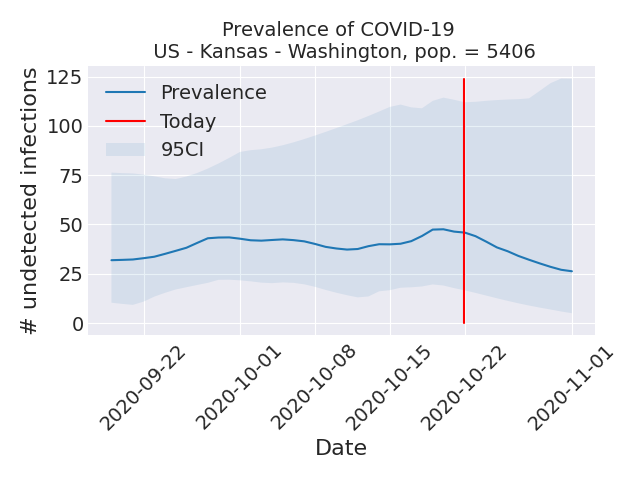 Prevalence of COVID-19
US - Kansas - Washington, pop. = 5406
# undetected infections
125
100
75
50
25
0
Prevalence
Today
95CI
2020-09-22
2020-10-01
2020-10-08
2020-10-15
2020-10-22
2020-11-01
Date